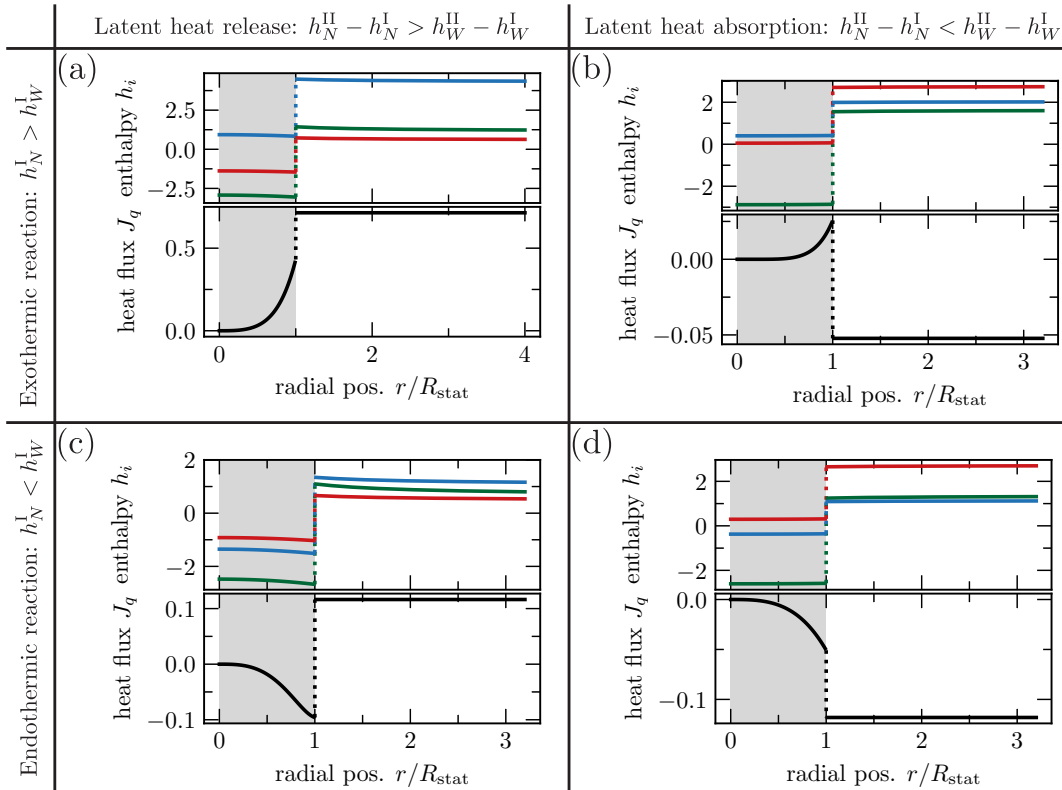 Latent heat release: $h_N^{\mathrm{II}} - h_N^{\mathrm{I}} > h_W^{\mathrm{II}} - h_W^{\mathrm{I}}$
Latent heat absorption: $h_N^{\mathrm{II}} - h_N^{\mathrm{I}} < h_W^{\mathrm{II}} - h_W^{\mathrm{I}}$
Exothermic reaction: $h_N^{\mathrm{I}} > h_W^{\mathrm{I}}$
(a)
enthalpy $h_i$
2.5
0.0
−2.5
heat flux $J_q$
0.5
0.0
0 2 4
radial pos. $r/R_{\mathrm{stat}}$
(b)
enthalpy $h_i$
2
0
−2
heat flux $J_q$
0.00
−0.05
0 1 2 3
radial pos. $r/R_{\mathrm{stat}}$
Endothermic reaction: $h_N^{\mathrm{I}} < h_W^{\mathrm{I}}$
(c)
enthalpy $h_i$
2
0
−2
heat flux $J_q$
0.1
0.0
−0.1
0 1 2 3
radial pos. $r/R_{\mathrm{stat}}$
(d)
enthalpy $h_i$
2
0
−2
heat flux $J_q$
0.0
−0.1
0 1 2 3
radial pos. $r/R_{\mathrm{stat}}$